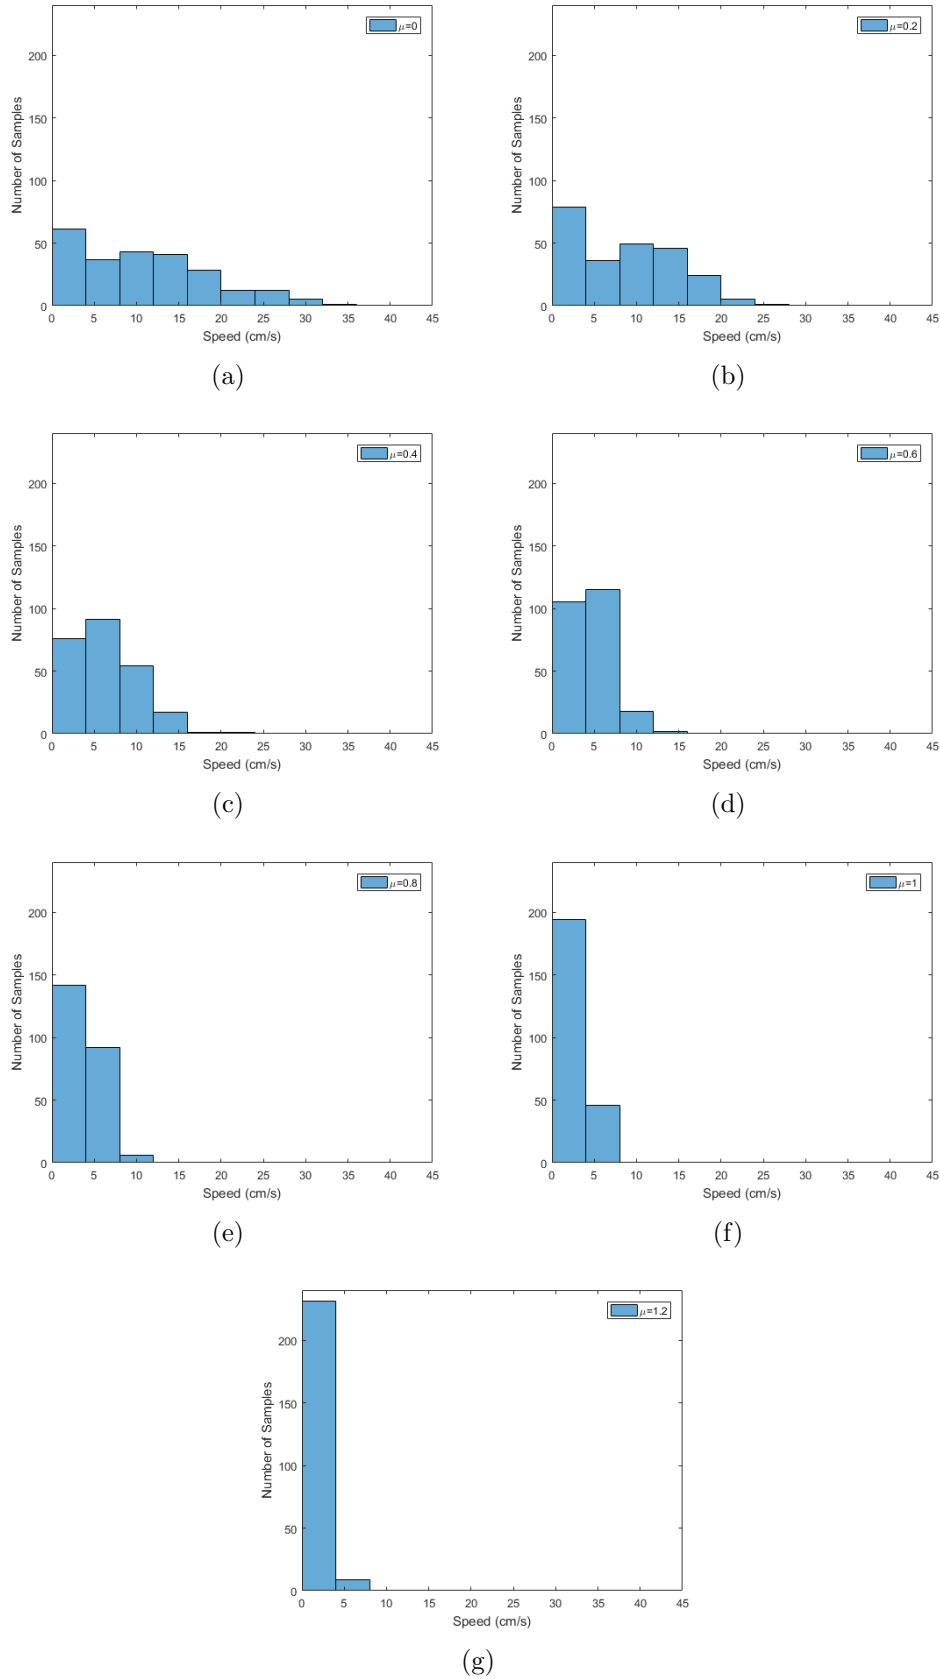 μ=0
200
150
100
50
0
Number of Samples
0 5 10 15 20 25 30 35 40 45
Speed (cm/s)
(a)
μ=0.2
200
150
100
50
0
Number of Samples
0 5 10 15 20 25 30 35 40 45
Speed (cm/s)
(b)
μ=0.4
200
150
100
50
0
Number of Samples
0 5 10 15 20 25 30 35 40 45
Speed (cm/s)
(c)
μ=0.6
200
150
100
50
0
Number of Samples
0 5 10 15 20 25 30 35 40 45
Speed (cm/s)
(d)
μ=0.8
200
150
100
50
0
Number of Samples
0 5 10 15 20 25 30 35 40 45
Speed (cm/s)
(e)
μ=1
200
150
100
50
0
Number of Samples
0 5 10 15 20 25 30 35 40 45
Speed (cm/s)
(f)
μ=1.2
200
150
100
50
0
Number of Samples
0 5 10 15 20 25 30 35 40 45
Speed (cm/s)
(g)